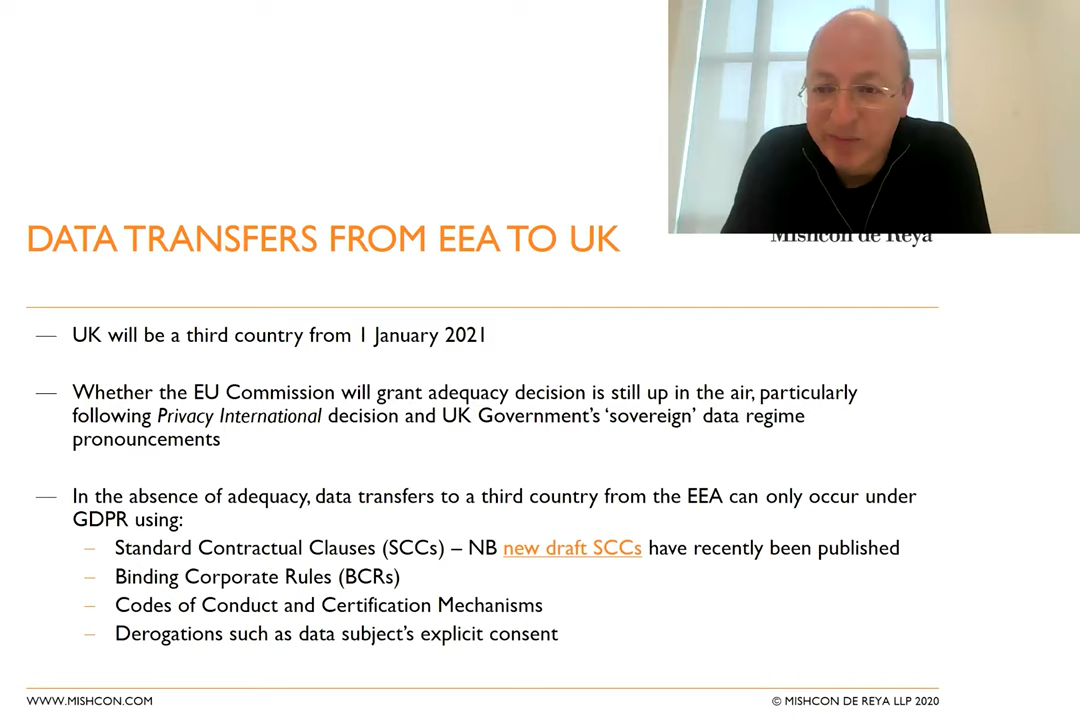 Mishcon de Reya
DATA TRANSFERS FROM EEA TO UK
— UK will be a third country from 1 January 2021
— Whether the EU Commission will grant adequacy decision is still up in the air, particularly
following Privacy International decision and UK Government’s ‘sovereign’ data regime
pronouncements
— In the absence of adequacy, data transfers to a third country from the EEA can only occur under
GDPR using:
– Standard Contractual Clauses (SCCs) – NB new draft SCCs have recently been published
– Binding Corporate Rules (BCRs)
– Codes of Conduct and Certification Mechanisms
– Derogations such as data subject’s explicit consent
WWW.MISHCON.COM
© MISHCON DE REYA LLP 2020